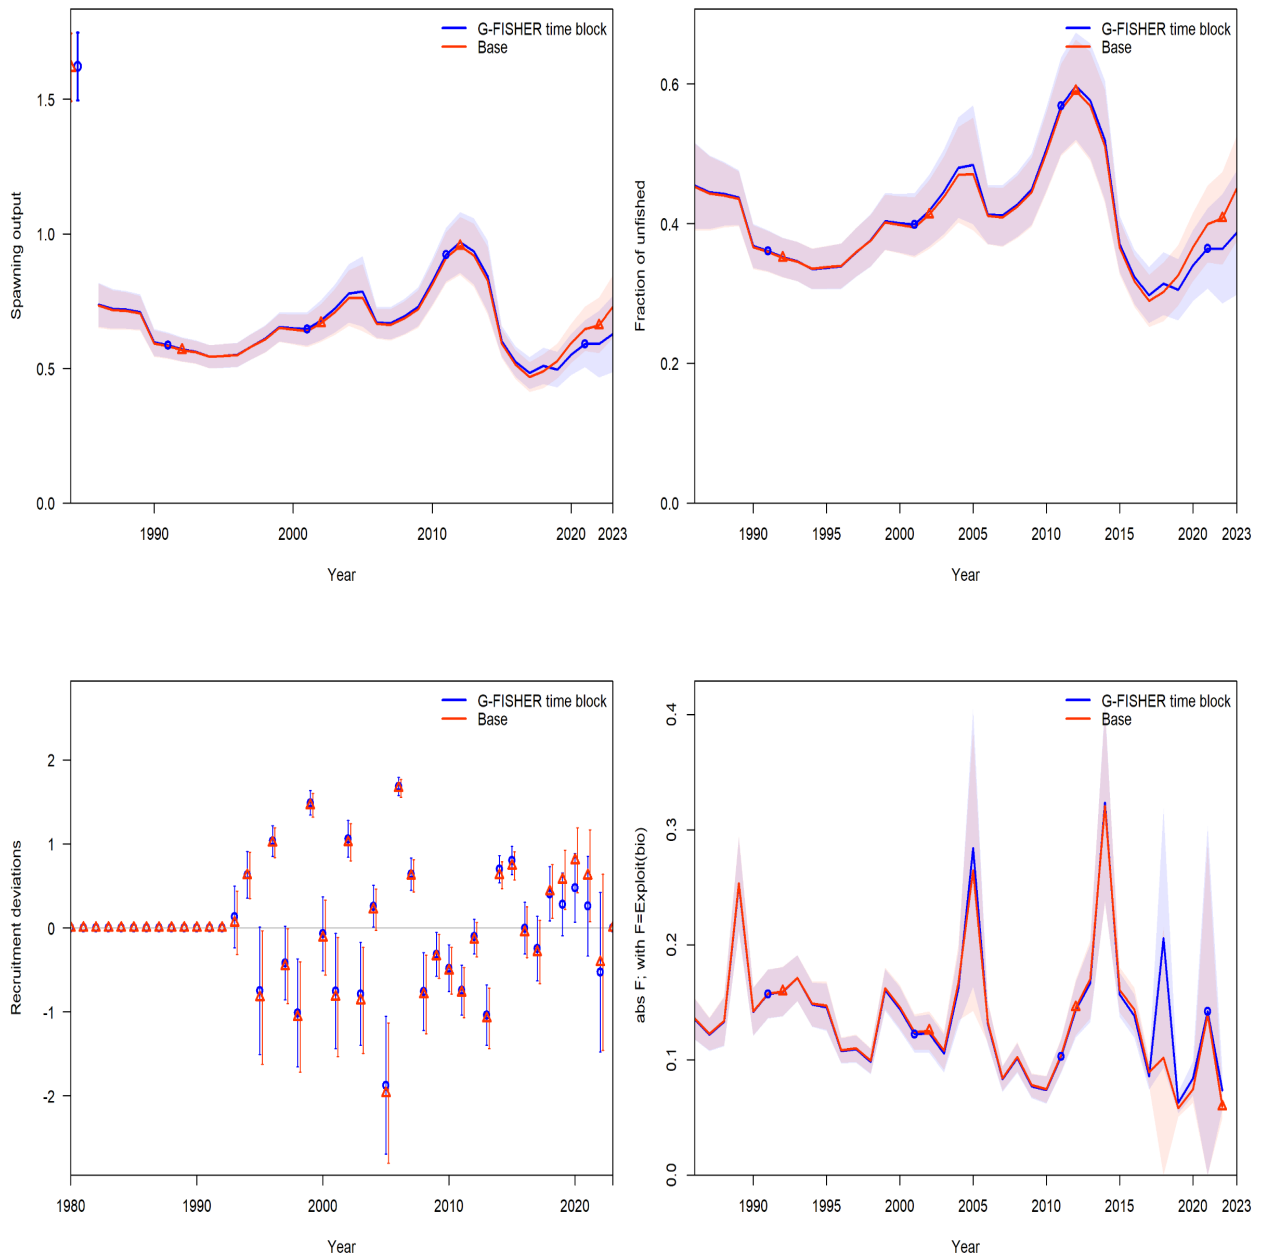 G-FISHER time block
Base
Spawning output
1.5
1.0
0.5
0.0
1990 2000 2010 2020 2023
Year
G-FISHER time block
Base
Fraction of unfished
0.6
0.4
0.2
0.0
1990 1995 2000 2005 2010 2015 2020 2023
Year
G-FISHER time block
Base
Recruitment deviations
2
1
0
-1
-2
1980 1990 2000 2010 2020
Year
G-FISHER time block
Base
abs F; with F=Exploit(bio)
0.4
0.3
0.2
0.1
0.0
1990 1995 2000 2005 2010 2015 2020 2023
Year